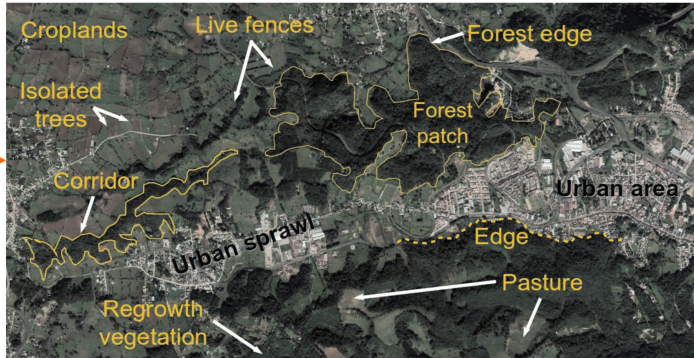 Croplands
Live fences
Forest edge
Isolated
trees
Forest
patch
Corridor
Urban area
Urban sprawl
Edge
Pasture
Regrowth
vegetation